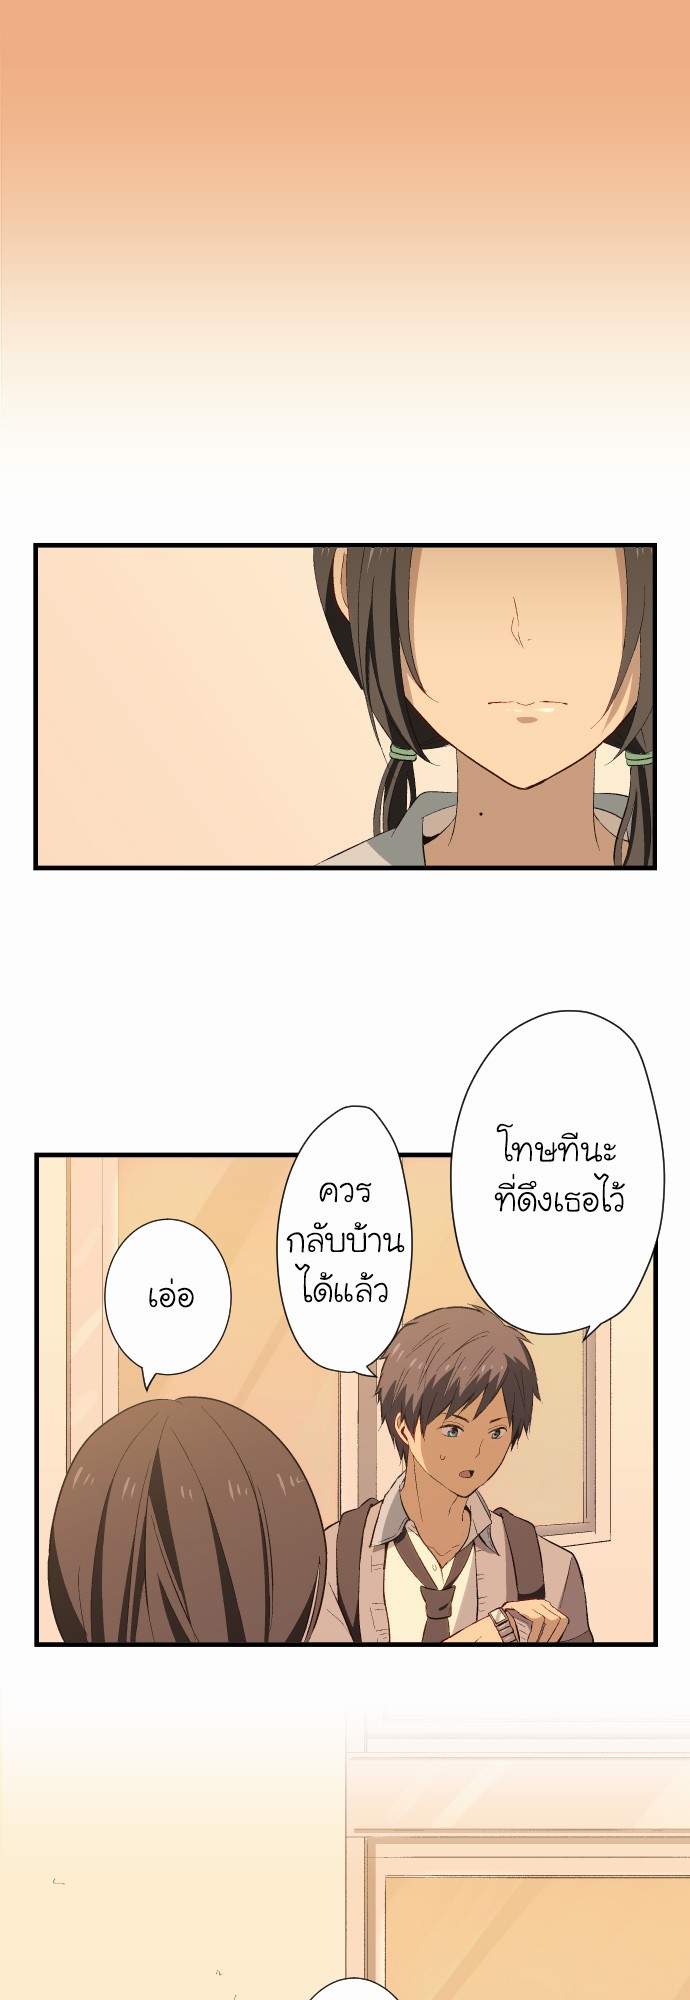 โทษทีนะ
ที่ดึงเธอไว้
ควร
กลับบ้าน
ได้แล้ว
เอ่อ